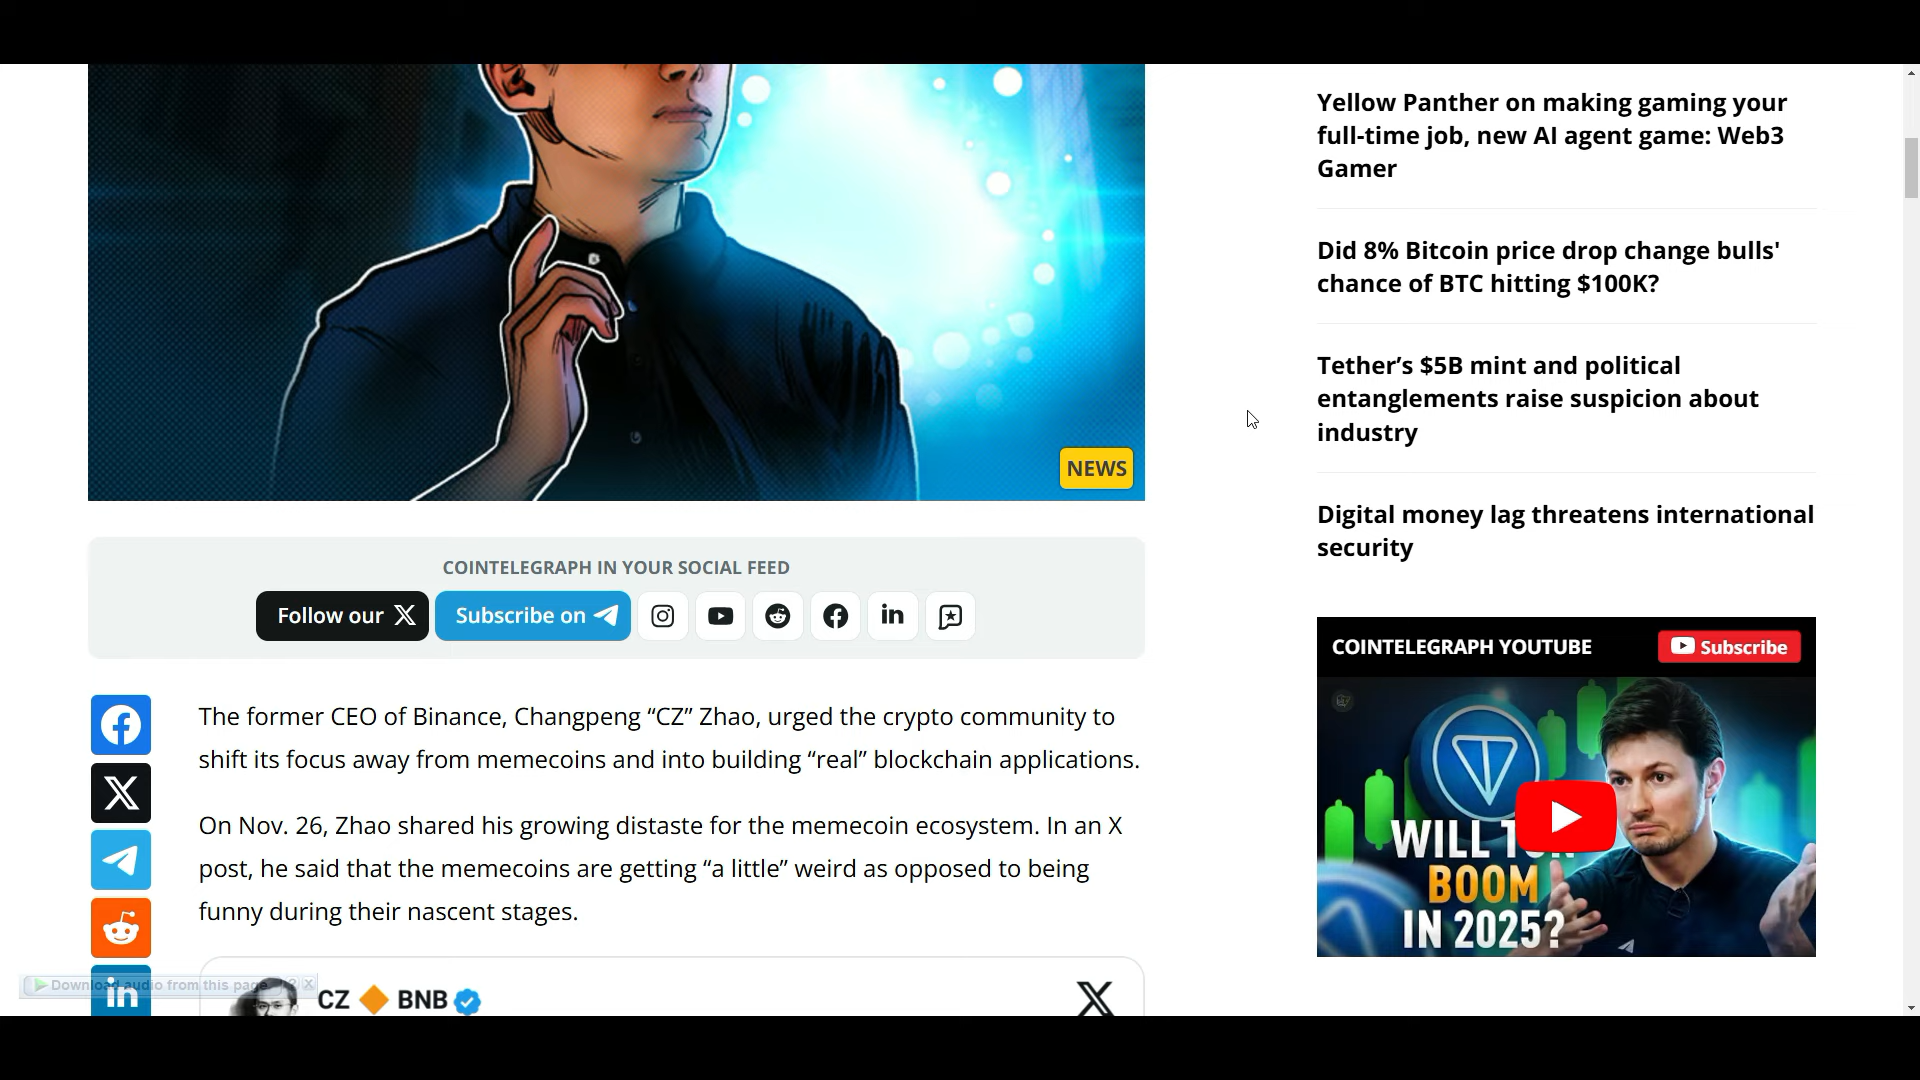 NEWS
COINTELEGRAPH IN YOUR SOCIAL FEED
Follow our X
Subscribe on
The former CEO of Binance, Changpeng “CZ” Zhao, urged the crypto community to
shift its focus away from memecoins and into building “real” blockchain applications.
On Nov. 26, Zhao shared his growing distaste for the memecoin ecosystem. In an X
post, he said that the memecoins are getting “a little” weird as opposed to being
funny during their nascent stages.
CZ 🔶 BNB
Download audio from this page
Yellow Panther on making gaming your
full-time job, new AI agent game: Web3
Gamer
Did 8% Bitcoin price drop change bulls'
chance of BTC hitting $100K?
Tether’s $5B mint and political
entanglements raise suspicion about
industry
Digital money lag threatens international
security
COINTELEGRAPH YOUTUBE
Subscribe
WILL
BOOM
IN 2025?